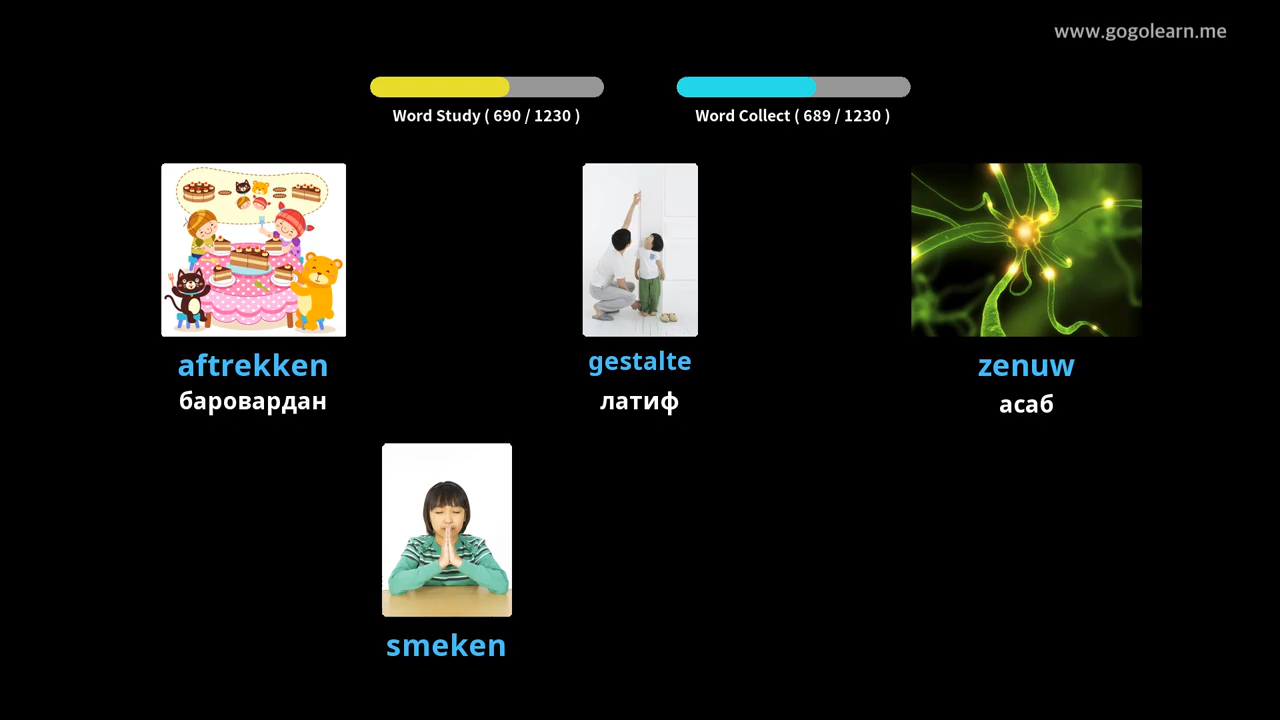 www.gogolearn.me
Word Study ( 690 / 1230 )
Word Collect ( 689 / 1230 )
aftrekken
баровардан
gestalte
латиф
zenuw
асаб
smeken